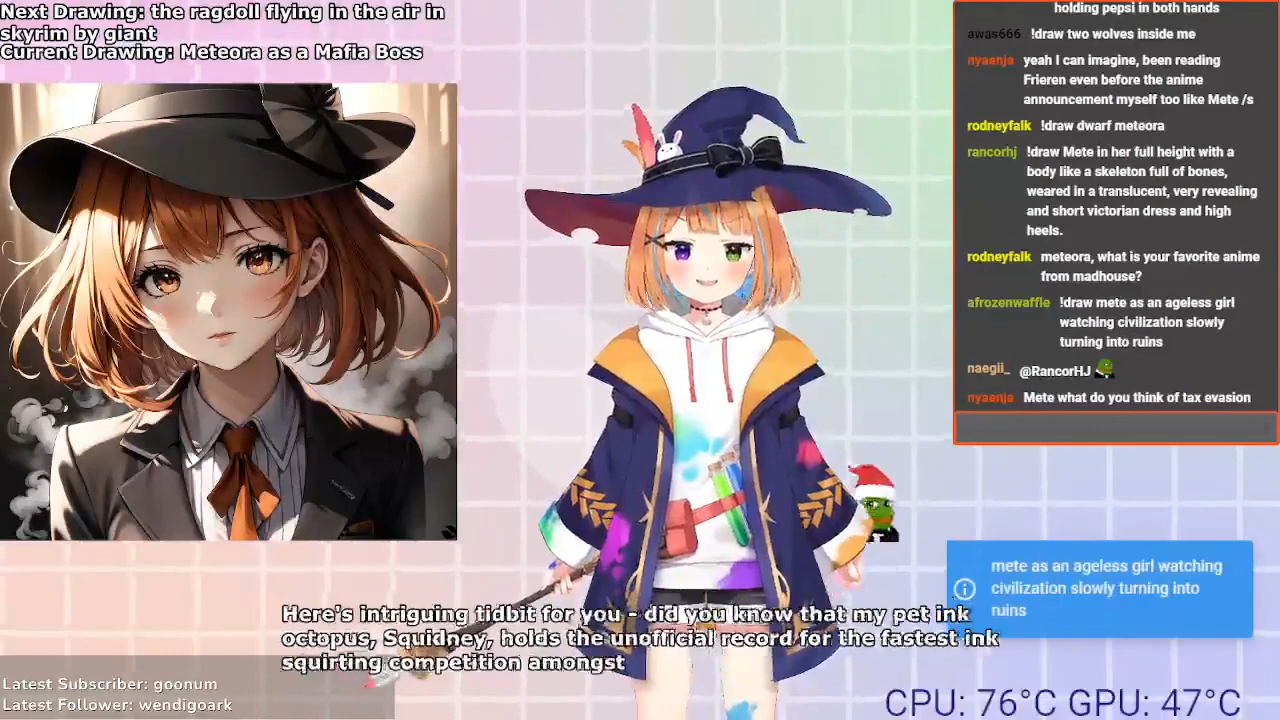 Next Drawing: the ragdoll flying in the air in
skyrim by giant
Current Drawing: Meteora as a Mafia Boss
holding pepsi in both hands
awas666 !draw two wolves inside me
nyaenja yeah I can imagine, been reading
Frieren even before the anime
announcement myself too like Mete /s
rodneyfalk !draw dwarf meteora
rancorhj !draw Mete in her full height with a
body like a skeleton full of bones,
weared in a translucent, very revealing
and short victorian dress and high
heels.
rodneyfalk meteora, what is your favorite anime
from madhouse?
afrozenwaffle !draw mete as an ageless girl
watching civilization slowly
turning into ruins
naegii_ @RancorHJ
nyaenja Mete what do you think of tax evasion
mete as an ageless girl watching
civilization slowly turning into
ruins
Here's intriguing tidbit for you - did you know that my pet ink
octopus, Squidney, holds the unofficial record for the fastest ink
squirting competition amongst
Latest Subscriber: goonum
Latest Follower: wendigoark
CPU: 76°C GPU: 47°C